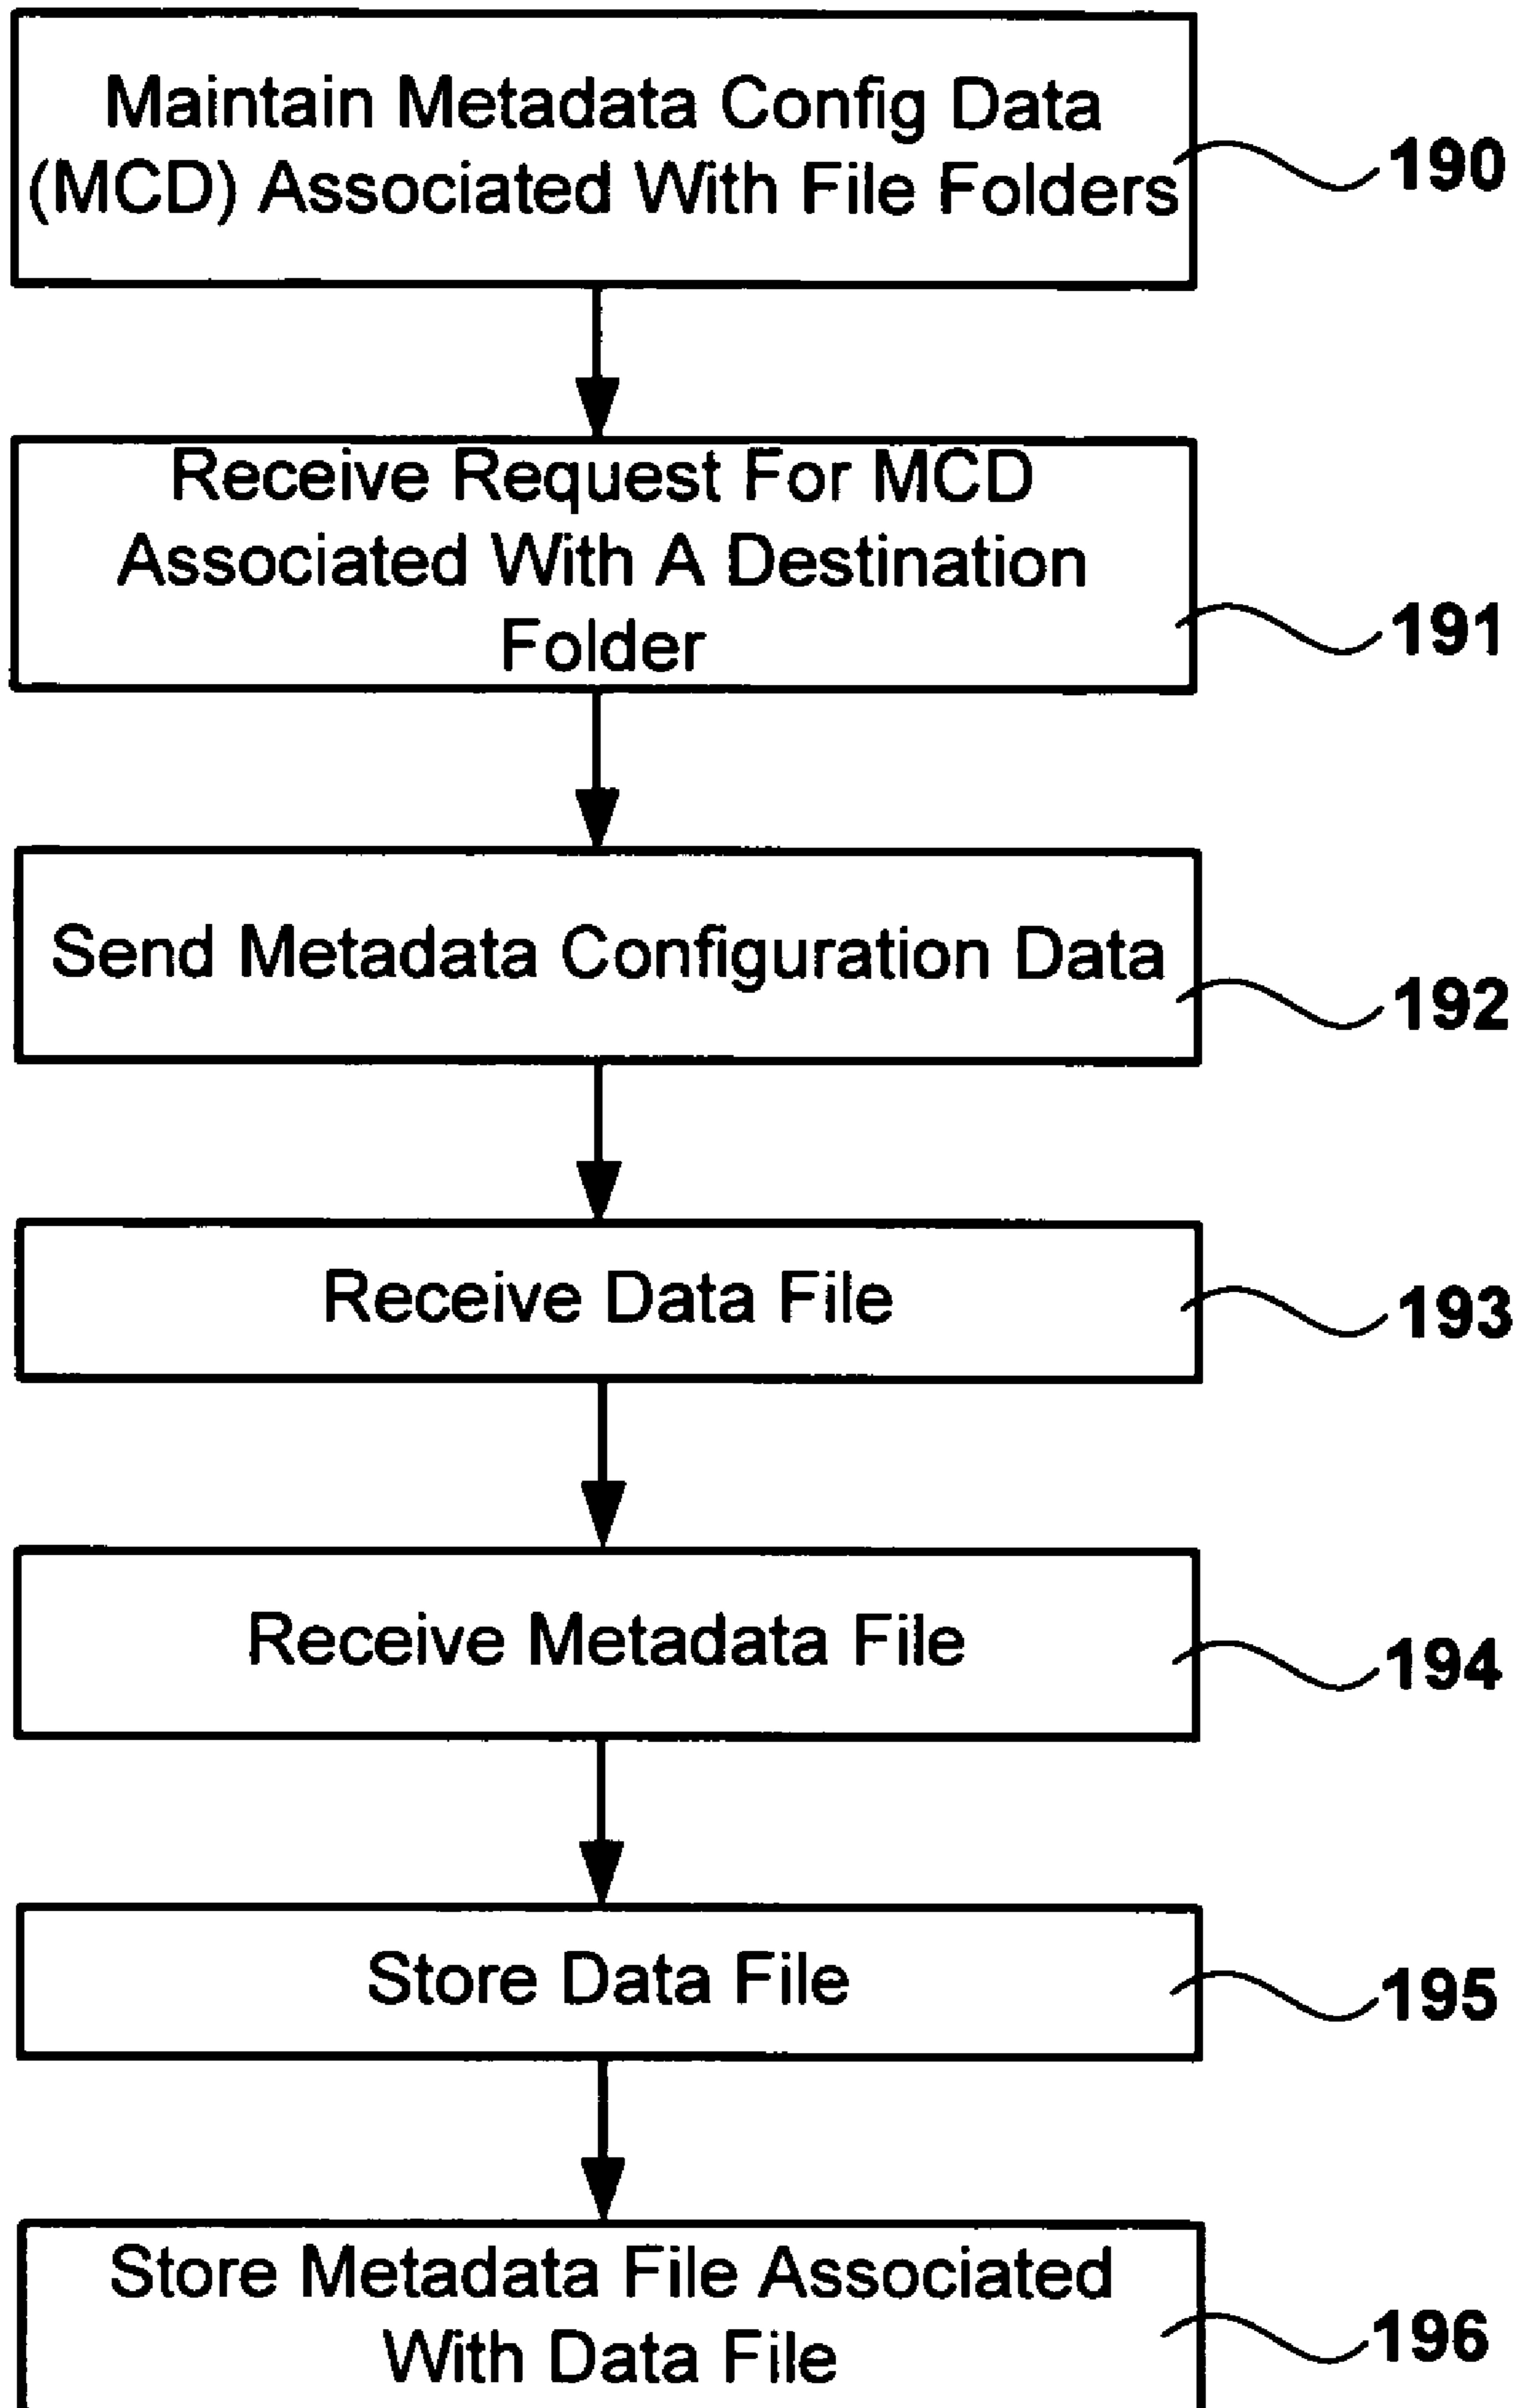 Maintain Metadata Config Data
(MCD) Associated With File Folders
190
Receive Request For MCD
Associated With A Destination
Folder
191
Send Metadata Configuration Data
192
Receive Data File
193
Receive Metadata File
194
Store Data File
195
Store Metadata File Associated
With Data File
196